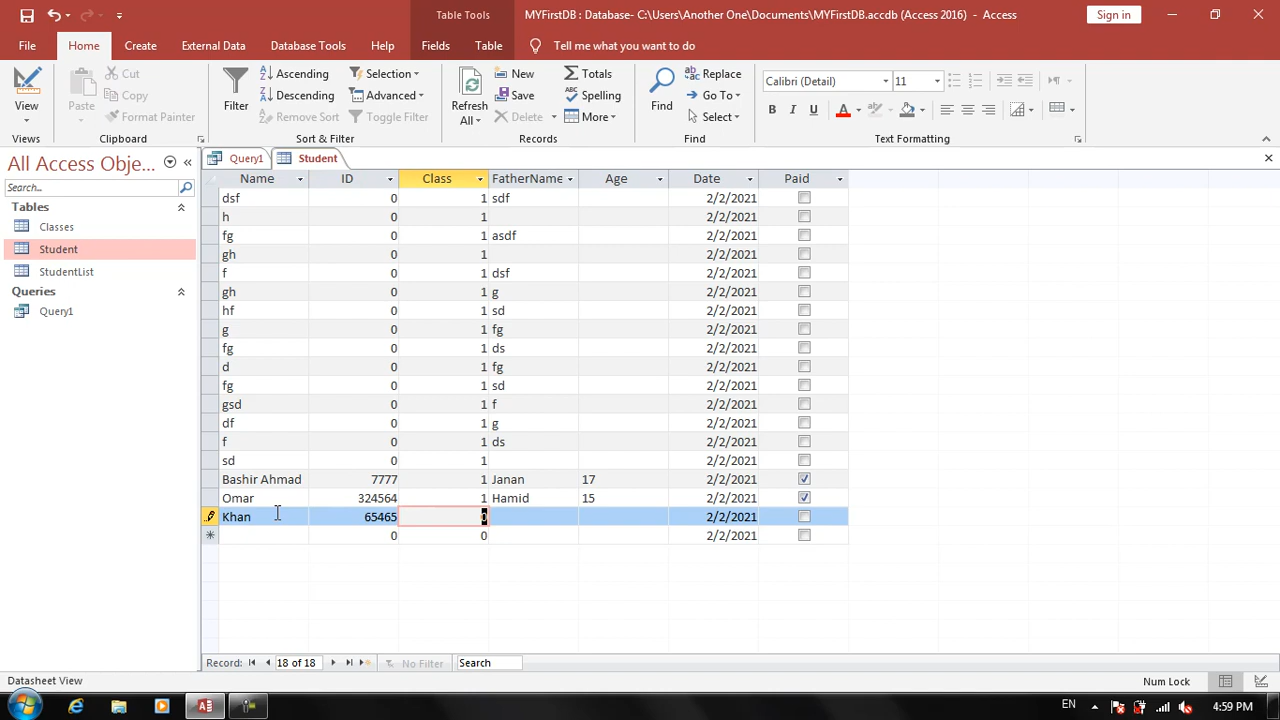 Table Tools
MYFirstDB : Database- C:\Users\Another One\Documents\MYFirstDB.accdb (Access 2016) - Access
Sign in
File Home Create External Data Database Tools Help Fields Table Tell me what you want to do
View
Views
Paste
Cut
Copy
Format Painter
Clipboard
Filter
Ascending
Descending
Remove Sort
Selection
Advanced
Toggle Filter
Sort & Filter
Refresh All
New
Save
Delete
Totals
Spelling
More
Records
Find
Replace
Go To
Select
Find
Calibri (Detail) 11
B I U A
Text Formatting
All Access Obje...
Search...
Tables
Classes
Student
StudentList
Queries
Query1
Query1 Student
Name ID Class FatherName Age Date Paid
dsf 0 1 sdf 2/2/2021
h 0 1 2/2/2021
fg 0 1 asdf 2/2/2021
gh 0 1 2/2/2021
f 0 1 dsf 2/2/2021
gh 0 1 g 2/2/2021
hf 0 1 sd 2/2/2021
g 0 1 fg 2/2/2021
fg 0 1 ds 2/2/2021
d 0 1 fg 2/2/2021
fg 0 1 sd 2/2/2021
gsd 0 1 f 2/2/2021
df 0 1 g 2/2/2021
f 0 1 ds 2/2/2021
sd 0 1 2/2/2021
Bashir Ahmad 7777 1 Janan 17 2/2/2021
Omar 324564 1 Hamid 15 2/2/2021
Khan 65465 0 2/2/2021
0 0 2/2/2021
Record: 18 of 18 No Filter Search
Datasheet View
Num Lock
EN 4:59 PM